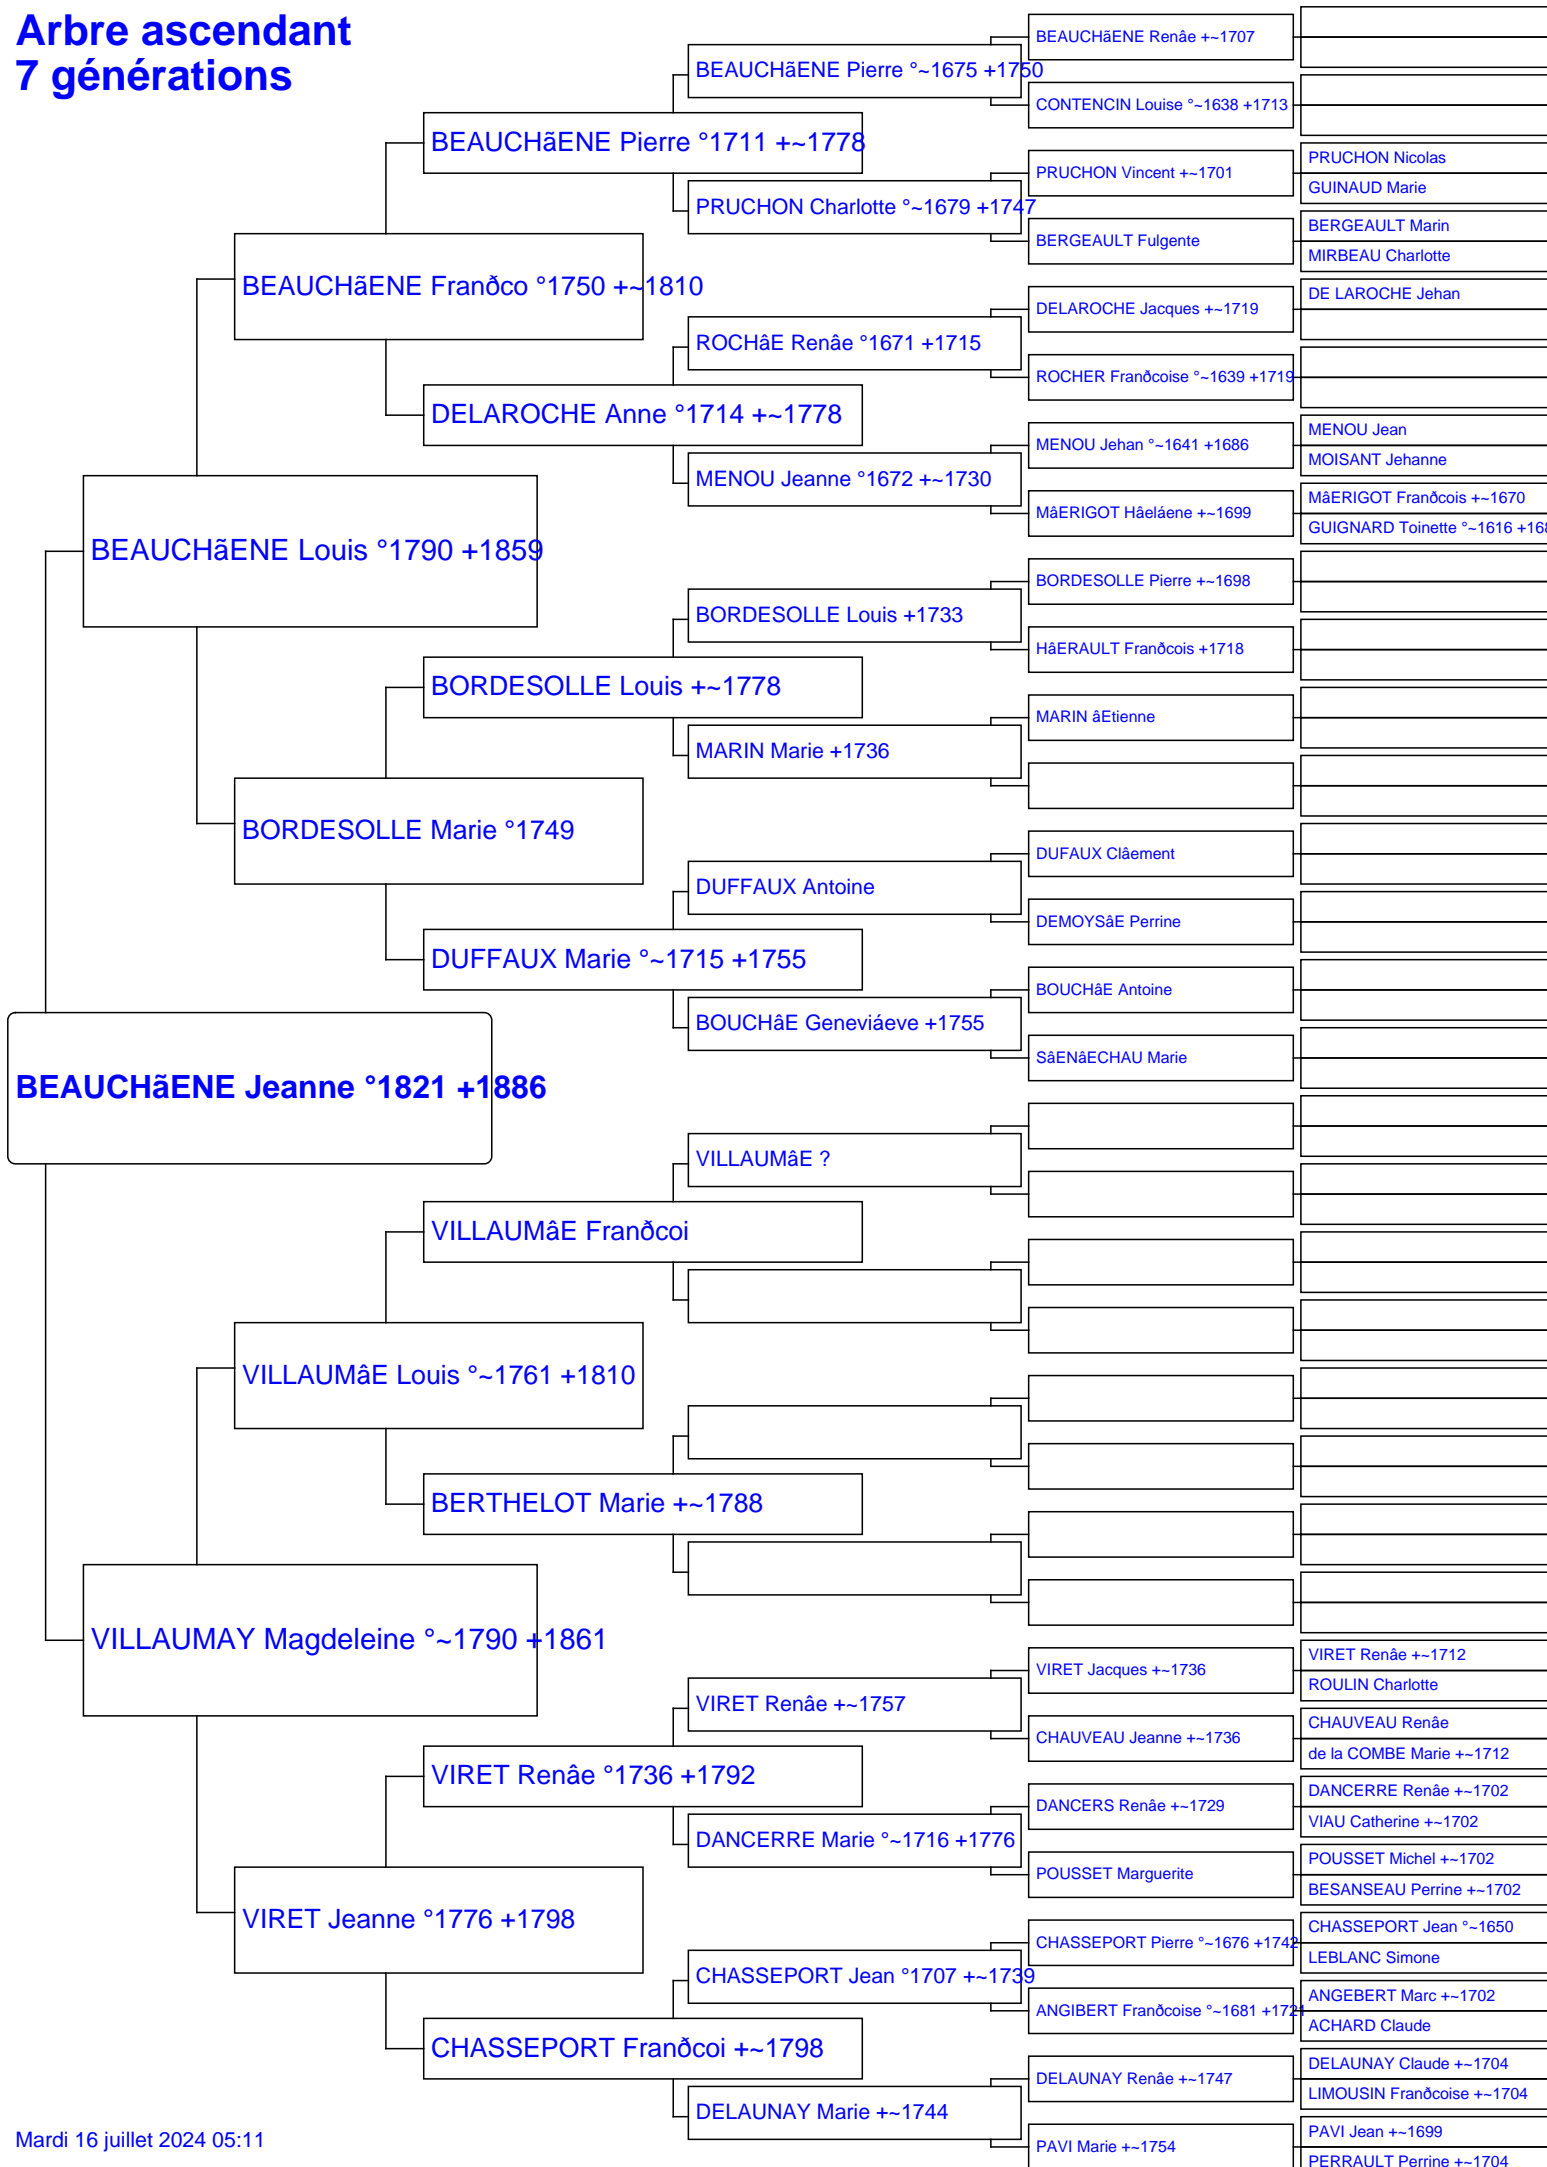 Arbre ascendant
7 générations
BEAUCHãENE Jeanne °1821 +1886
BEAUCHãENE Louis °1790 +1859
VILLAUMAY Magdeleine °~1790 +1861
BEAUCHãENE Franðco °1750 +~1810
BORDESOLLE Marie °1749
VILLAUMâE Louis °~1761 +1810
VIRET Jeanne °1776 +1798
BEAUCHãENE Pierre °1711 +~1778
DELAROCHE Anne °1714 +~1778
BORDESOLLE Louis +~1778
DUFFAUX Marie °~1715 +1755
VILLAUMâE Franðcoi
BERTHELOT Marie +~1788
VIRET Renâe °1736 +1792
CHASSEPORT Franðcoi +~1798
BEAUCHãENE Pierre °~1675 +1750
PRUCHON Charlotte °~1679 +1747
ROCHâE Renâe °1671 +1715
MENOU Jeanne °1672 +~1730
BORDESOLLE Louis +1733
MARIN Marie +1736
DUFFAUX Antoine
BOUCHâE Geneviáeve +1755
VILLAUMâE ?
VIRET Renâe +~1757
DANCERRE Marie °~1716 +1776
CHASSEPORT Jean °1707 +~1739
DELAUNAY Marie +~1744
BEAUCHãENE Renâe +~1707
CONTENCIN Louise °~1638 +1713
PRUCHON Vincent +~1701
BERGEAULT Fulgente
DELAROCHE Jacques +~1719
ROCHER Franðcoise °~1639 +1719
MENOU Jehan °~1641 +1686
MâERIGOT Hâeláene +~1699
BORDESOLLE Pierre +~1698
HâERAULT Franðcois +1718
MARIN âEtienne
DUFAUX Clâement
DEMOYSâE Perrine
BOUCHâE Antoine
SâENâECHAU Marie
VIRET Jacques +~1736
CHAUVEAU Jeanne +~1736
DANCERS Renâe +~1729
POUSSET Marguerite
CHASSEPORT Pierre °~1676 +1742
ANGIBERT Franðcoise °~1681 +1721
DELAUNAY Renâe +~1747
PAVI Marie +~1754
PRUCHON Nicolas
GUINAUD Marie
BERGEAULT Marin
MIRBEAU Charlotte
DE LAROCHE Jehan
MENOU Jean
MOISANT Jehanne
MâERIGOT Franðcois +~1670
GUIGNARD Toinette °~1616 +168
VIRET Renâe +~1712
ROULIN Charlotte
CHAUVEAU Renâe
de la COMBE Marie +~1712
DANCERRE Renâe +~1702
VIAU Catherine +~1702
POUSSET Michel +~1702
BESANSEAU Perrine +~1702
CHASSEPORT Jean °~1650
LEBLANC Simone
ANGEBERT Marc +~1702
ACHARD Claude
DELAUNAY Claude +~1704
LIMOUSIN Franðcoise +~1704
PAVI Jean +~1699
PERRAULT Perrine +~1704
Mardi 16 juillet 2024 05:11